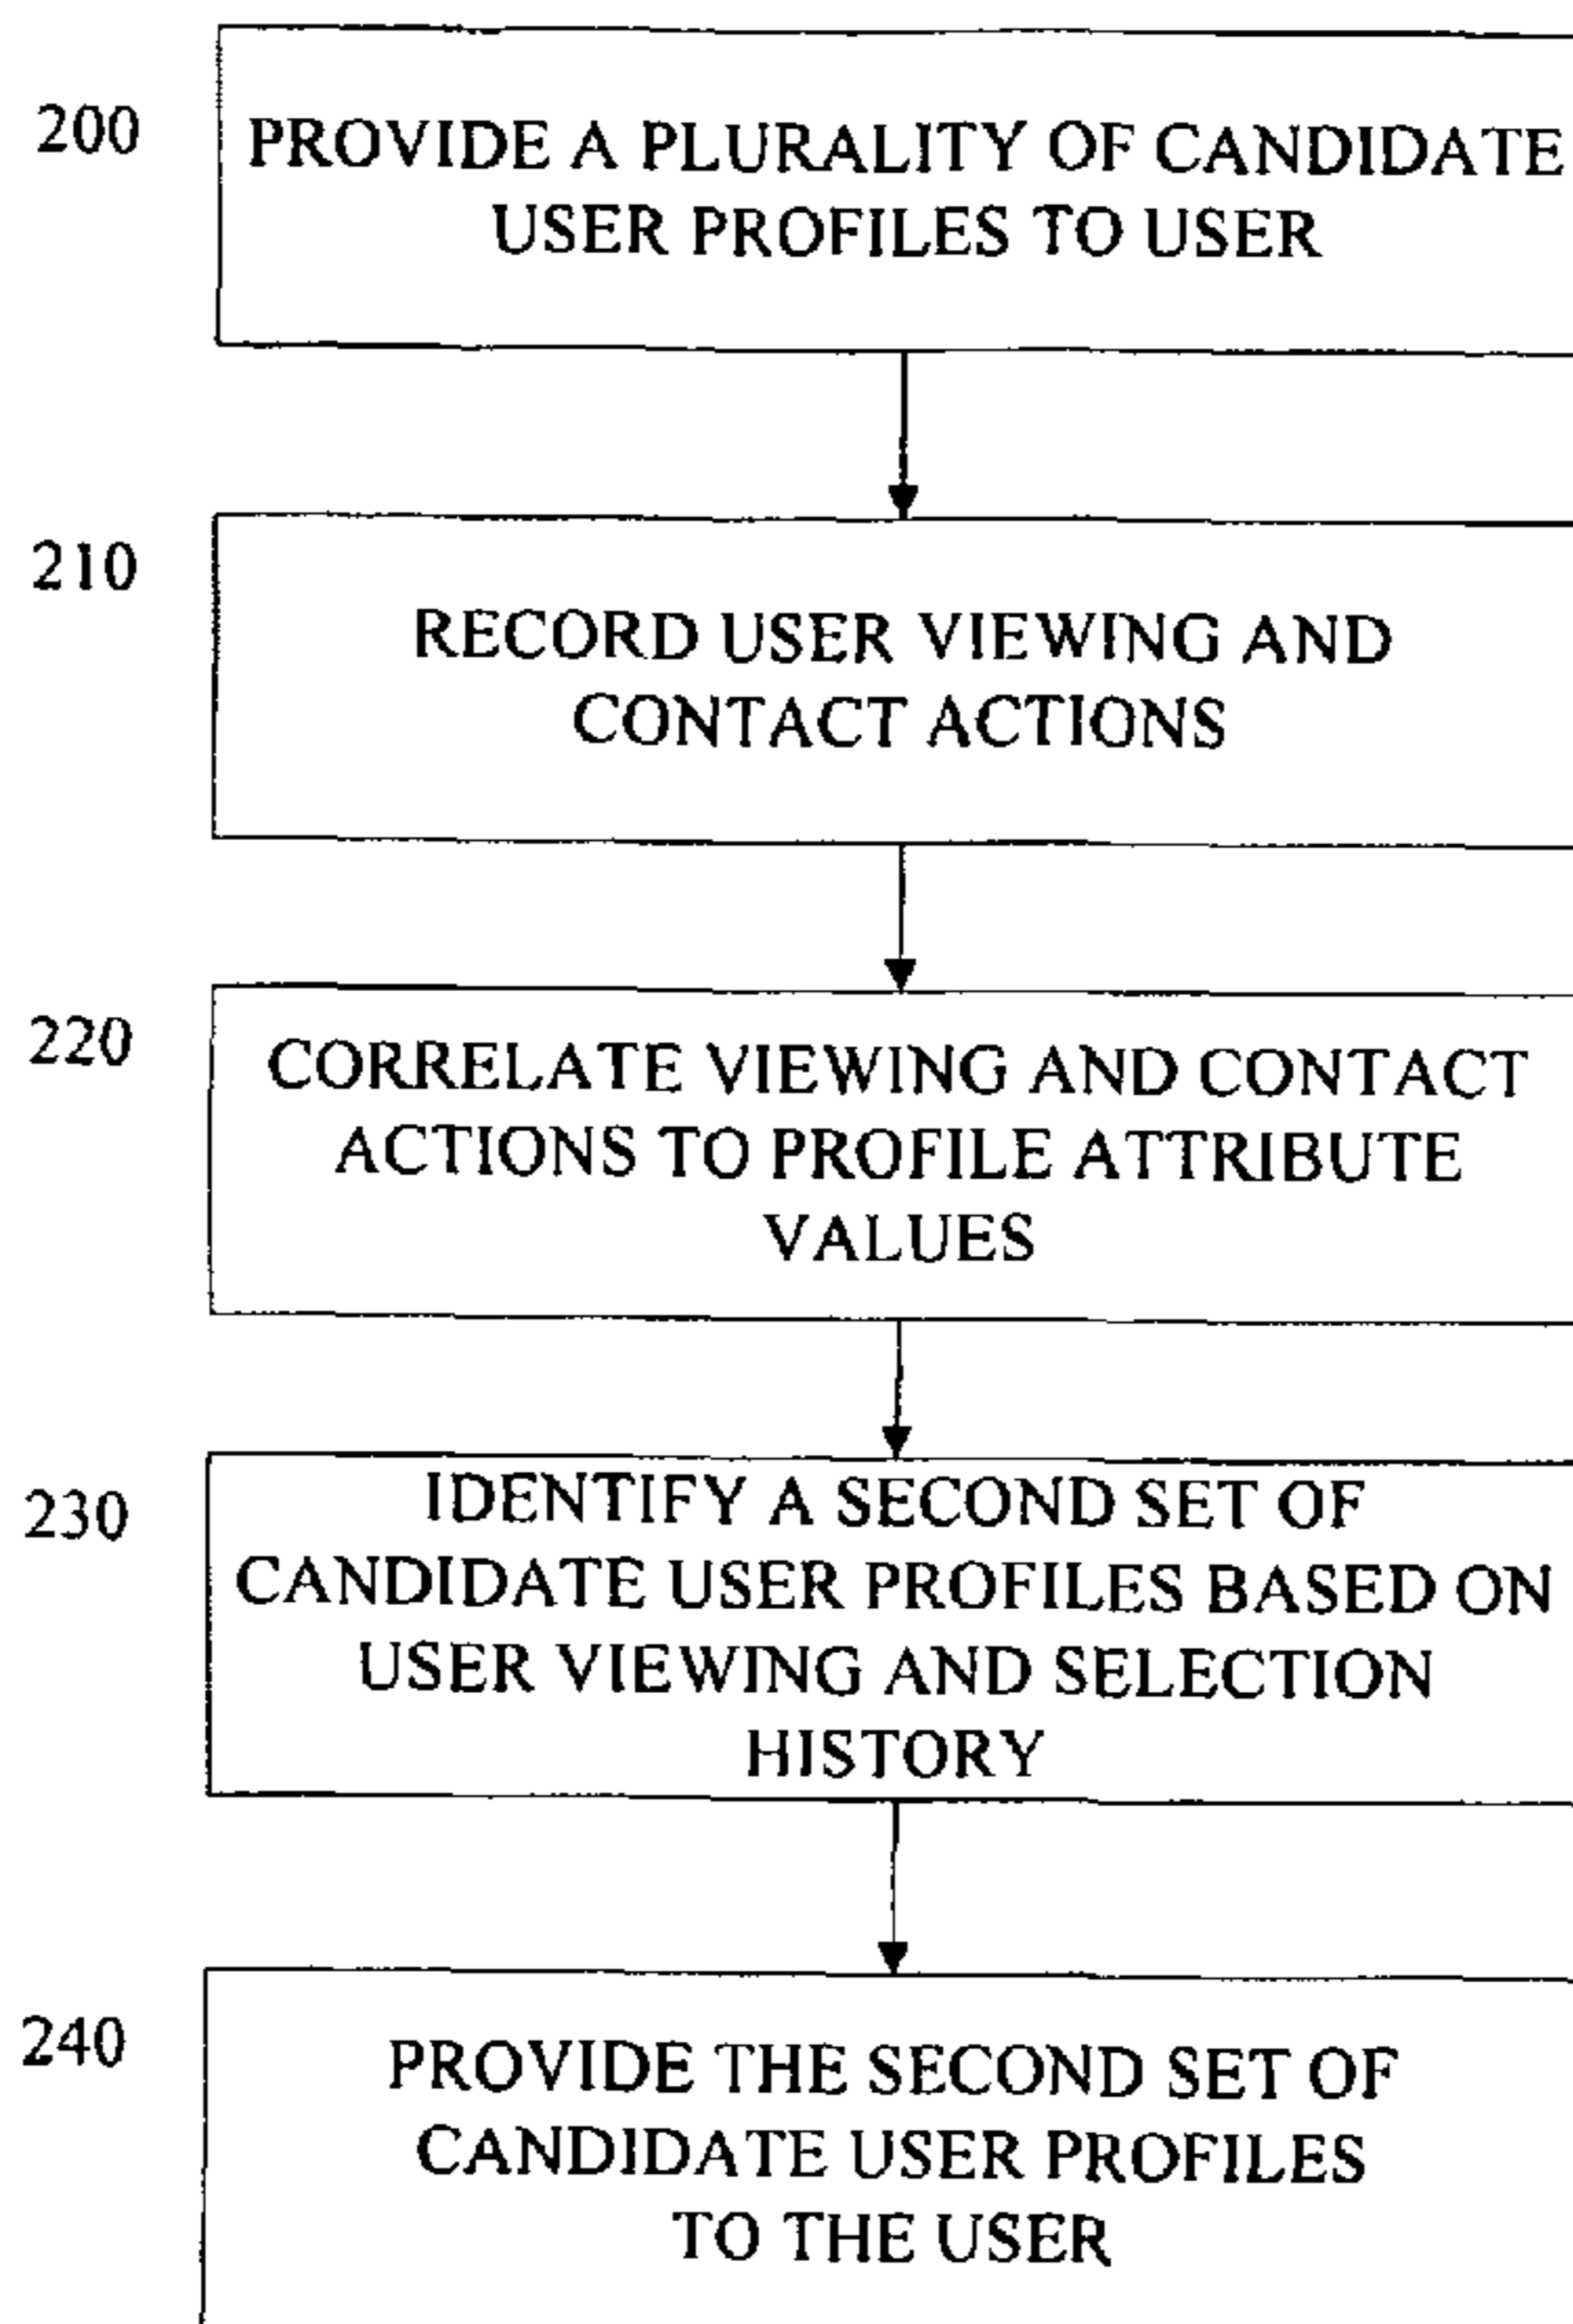 200
PROVIDE A PLURALITY OF CANDIDATE
USER PROFILES TO USER
210
RECORD USER VIEWING AND
CONTACT ACTIONS
220
CORRELATE VIEWING AND CONTACT
ACTIONS TO PROFILE ATTRIBUTE
VALUES
230
IDENTIFY A SECOND SET OF
CANDIDATE USER PROFILES BASED ON
USER VIEWING AND SELECTION
HISTORY
240
PROVIDE THE SECOND SET OF
CANDIDATE USER PROFILES
TO THE USER